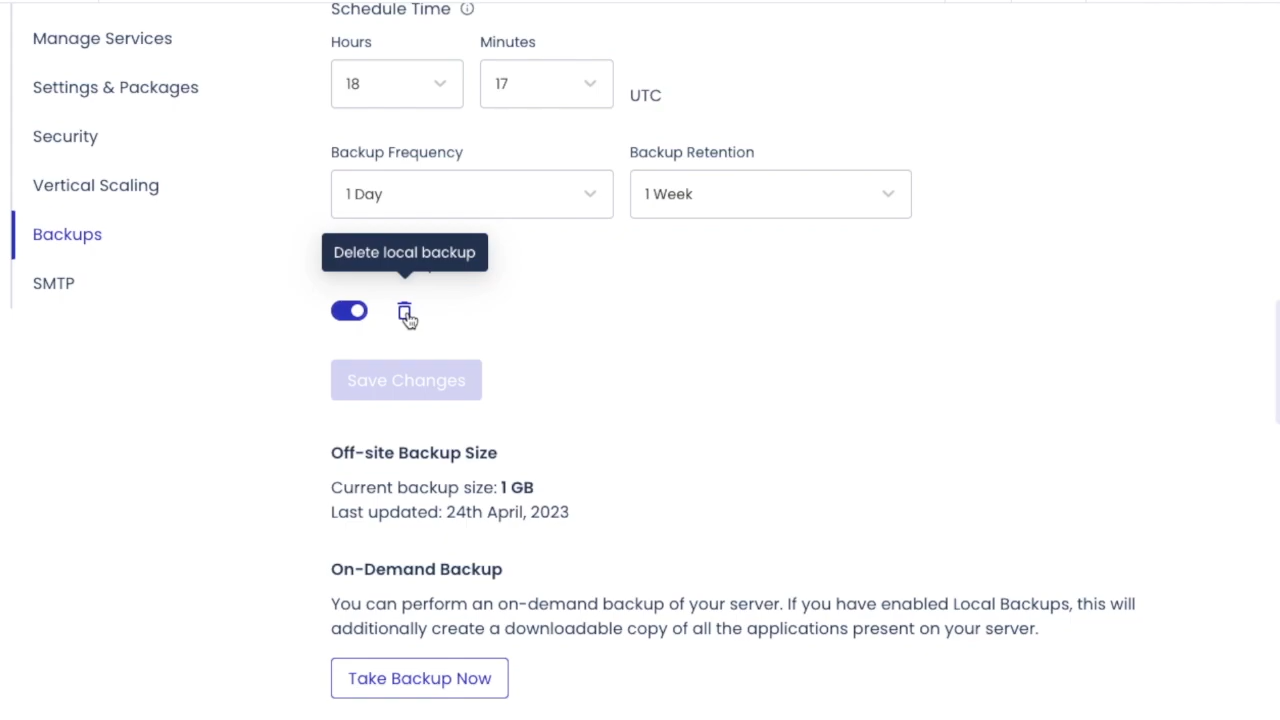 Schedule Time
Manage Services
Hours
Minutes
Settings & Packages
18
17
UTC
Security
Backup Frequency
Backup Retention
Vertical Scaling
1 Day
1 Week
Backups
Delete local backup
SMTP
Save Changes
Off-site Backup Size
Current backup size: 1 GB
Last updated: 24th April, 2023
On-Demand Backup
You can perform an on-demand backup of your server. If you have enabled Local Backups, this will
additionally create a downloadable copy of all the applications present on your server.
Take Backup Now